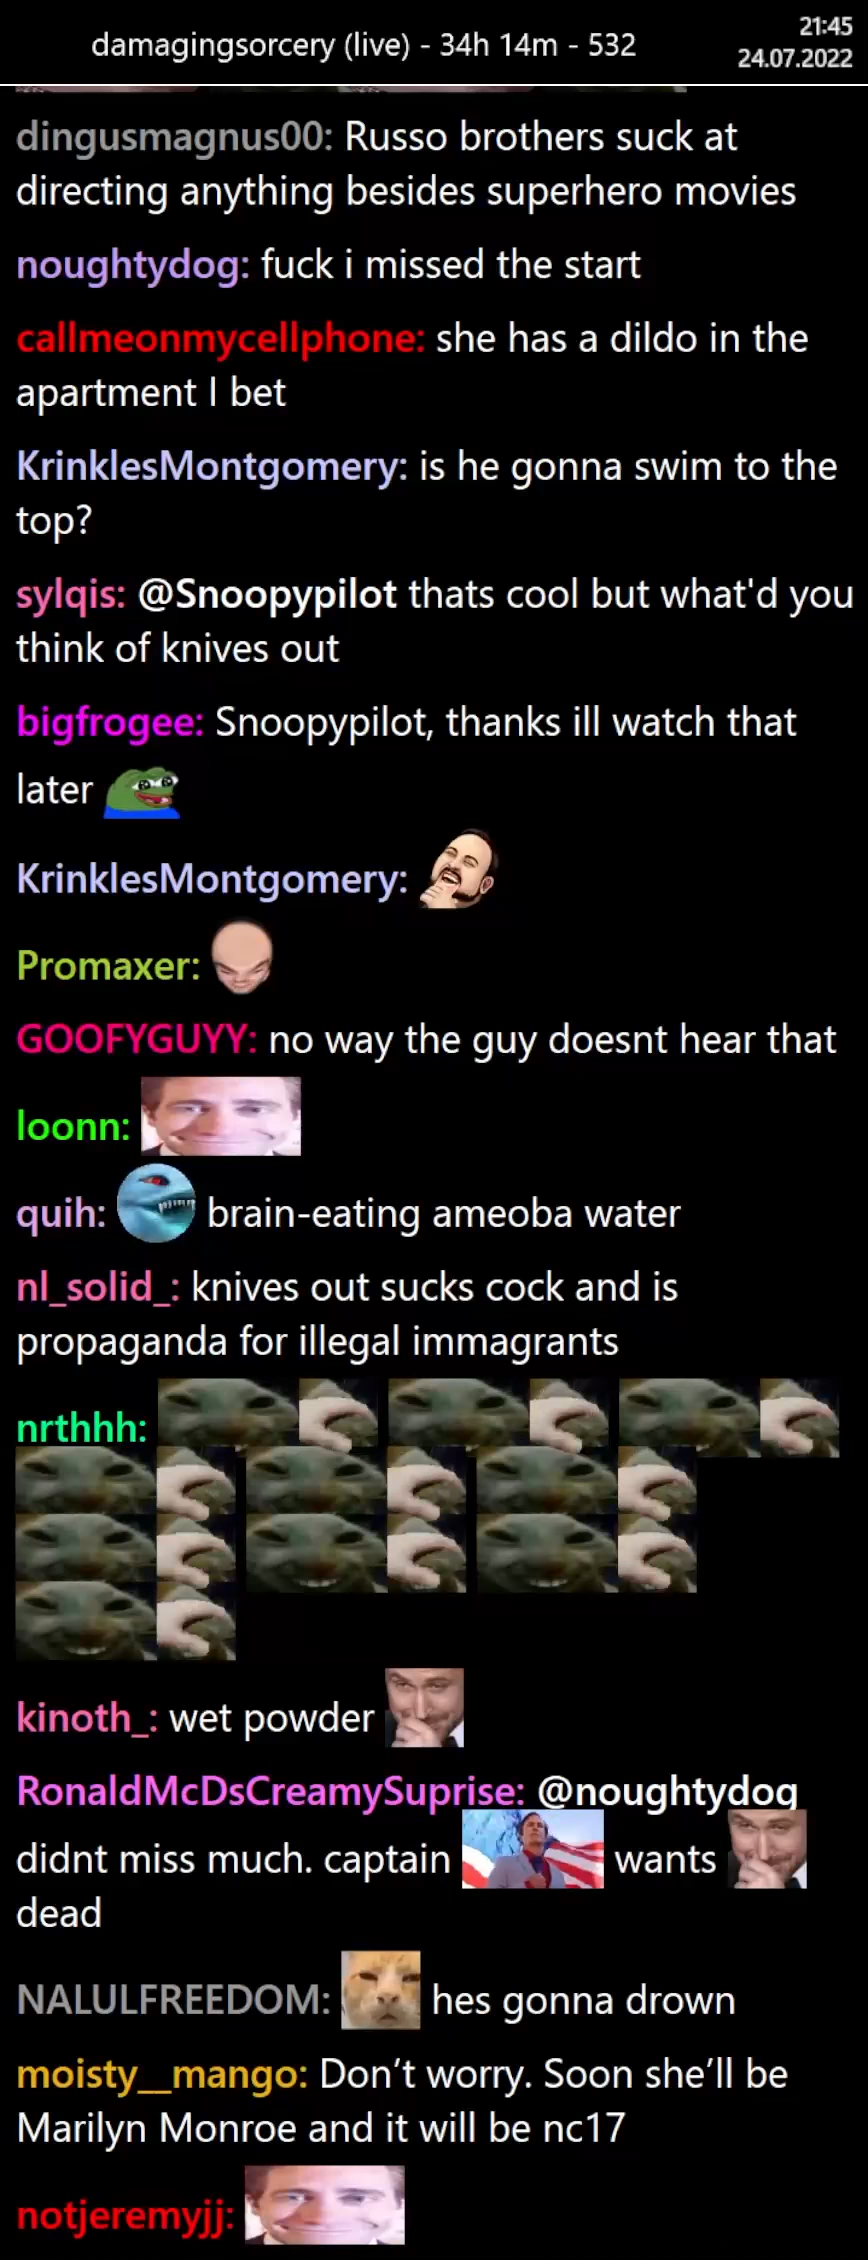 damagingsorcery (live) - 34h 14m - 532
21:45
24.07.2022
dingusmagnus00: Russo brothers suck at
directing anything besides superhero movies
noughtydog: fuck i missed the start
callmeonmycellphone: she has a dildo in the
apartment I bet
KrinklesMontgomery: is he gonna swim to the
top?
sylqis: @Snoopypilot thats cool but what'd you
think of knives out
bigfrogee: Snoopypilot, thanks ill watch that
later
KrinklesMontgomery:
Promaxer:
GOOFYGUYY: no way the guy doesnt hear that
loonn:
quih: brain-eating ameoba water
nl_solid_: knives out sucks cock and is
propaganda for illegal immagrants
nrthhh:
kinoth_: wet powder
RonaldMcDsCreamySuprise: @noughtydog
didnt miss much. captain wants
dead
NALULFREEDOM: hes gonna drown
moisty__mango: Don’t worry. Soon she’ll be
Marilyn Monroe and it will be nc17
notjeremyjj: